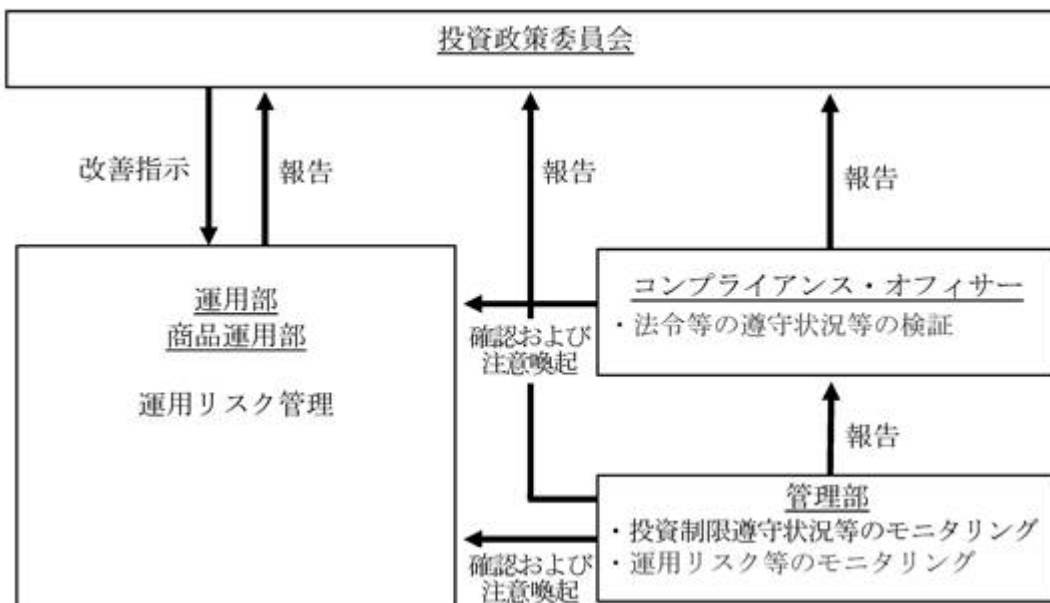 投資政策委員会
改善指示
報告
報告
報告
運用部
商品運用部
運用リスク管理
コンプライアンス・オフィサー
・法令等の遵守状況等の検証
確認および
注意喚起
報告
管理部
・投資制限遵守状況等のモニタリング
・運用リスク等のモニタリング
確認および
注意喚起